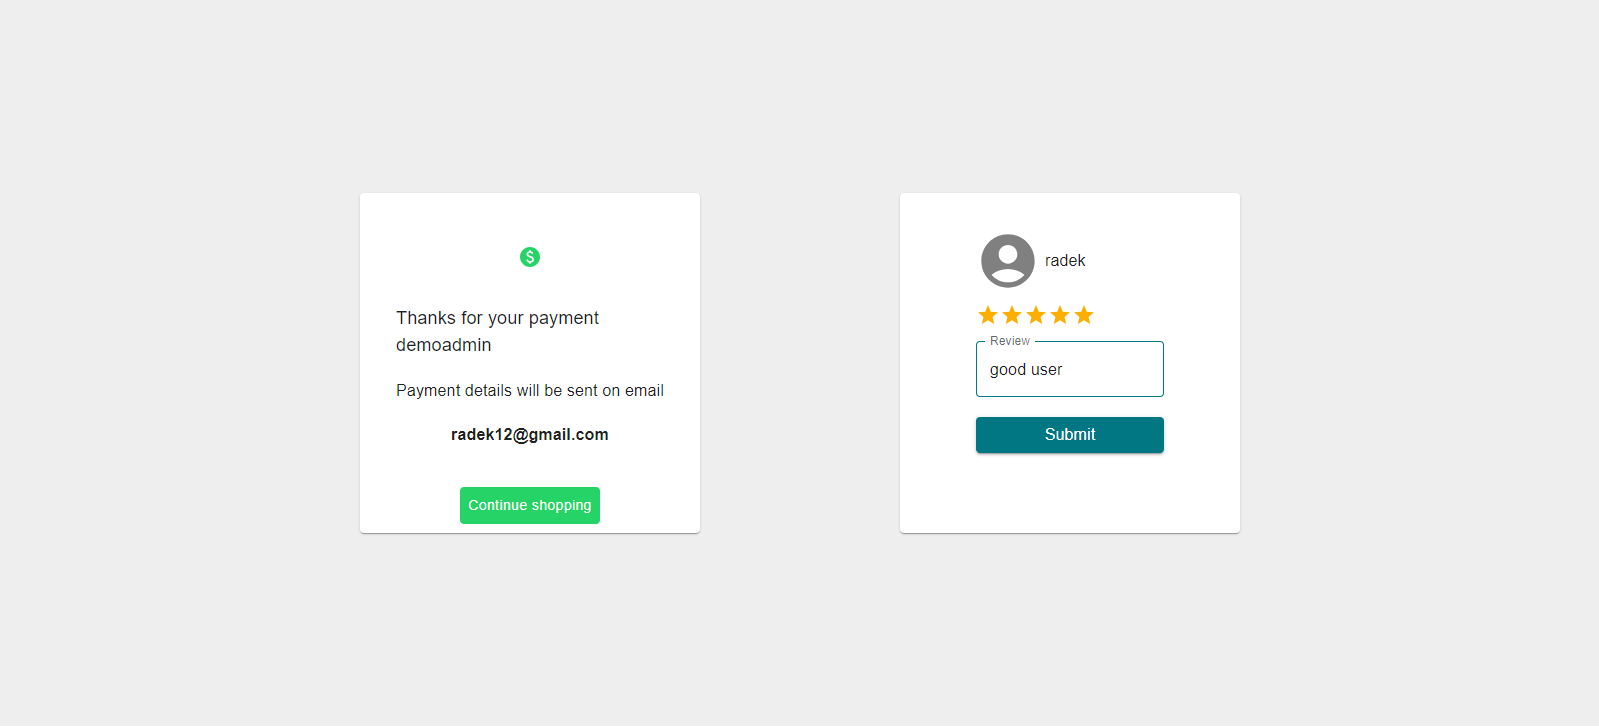 Thanks for your payment
demoadmin
Payment details will be sent on email
radek12@gmail.com
Continue shopping
radek
Review
good user
Submit